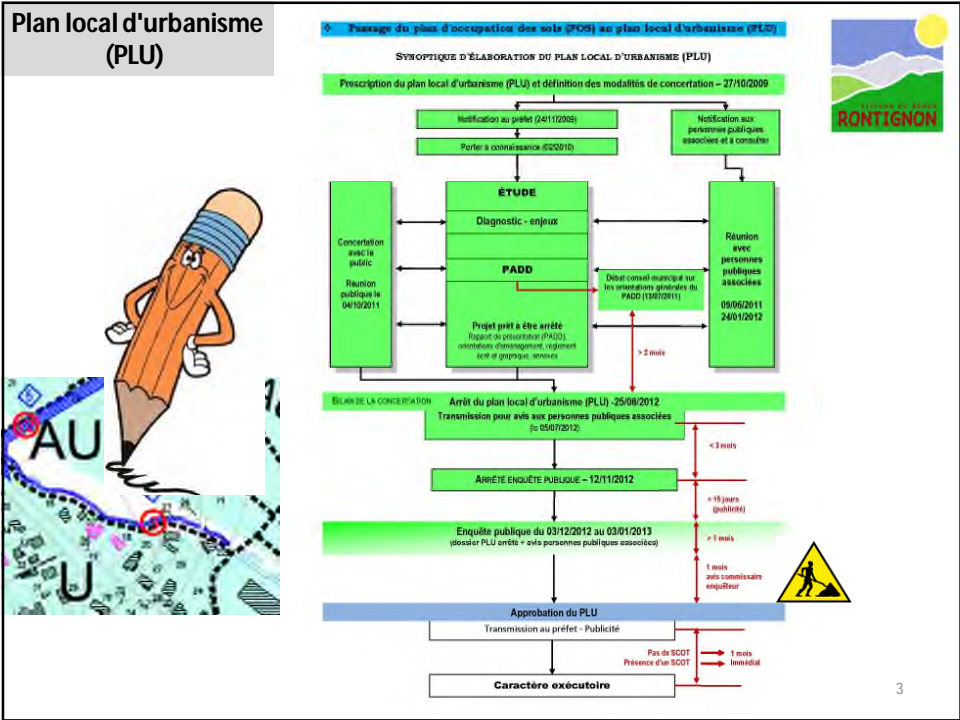 Plan local d'urbanisme
(PLU)
❖ Passage du plan d'occupation des sols (POS) au plan local d'urbanisme (PLU)
SYNOPTIQUE D'ÉLABORATION DU PLAN LOCAL D'URBANISME (PLU)
Prescription du plan local d'urbanisme (PLU) et définition des modalités de concertation – 27/10/2009
Notification au préfet (24/11/2009)
Porter à connaissance (02/2010)
Notification aux
personnes publiques
associées et à consulter
RONTIGNON
Concertation
avec le
public
Réunion
publique le
04/10/2011
ÉTUDE
Diagnostic - enjeux
PADD
Projet prêt à être arrêté
Rapport de présentation (PADD),
orientations d'aménagement, règlement
écrit et graphique, annexes
Débat conseil municipal sur
les orientations générales du
PADD (13/07/2011)
Réunion
avec
personnes
publiques
associées
09/06/2011
24/01/2012
> 2 mois
BILAN DE LA CONCERTATION
Arrêt du plan local d'urbanisme (PLU) -25/06/2012
Transmission pour avis aux personnes publiques associées
(le 05/07/2012)
< 3 mois
ARRÊTÉ ENQUÊTE PUBLIQUE – 12/11/2012
> 15 jours
(publicité)
Enquête publique du 03/12/2012 au 03/01/2013
(dossier PLU arrêté + avis personnes publiques associées)
> 1 mois
1 mois
avis commissaire
enquêteur
Approbation du PLU
Transmission au préfet - Publicité
Pas de SCOT
1 mois
Présence d'un SCOT
Immédiat
Caractère exécutoire
AU
U
3